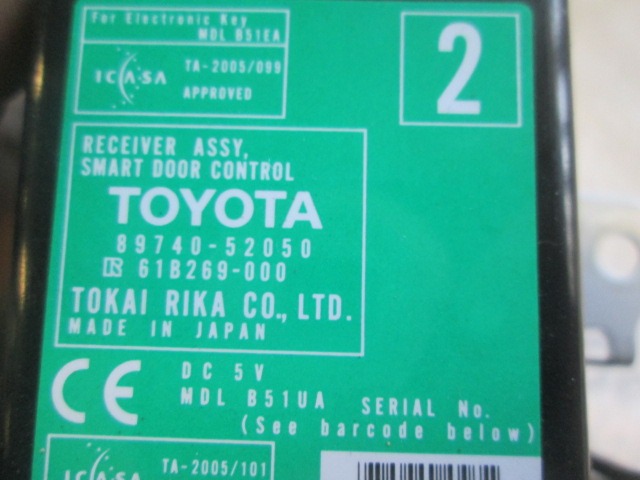 For Electronic Key
MDL B51EA
ICASA
TA-2005/099
APPROVED
2
RECEIVER ASSY,
SMART DOOR CONTROL
TOYOTA
89740-52050
R 61B269-000
TOKAI RIKA CO., LTD.
MADE IN JAPAN
CE
DC 5V
MDL B51UA
SERIAL No.
(See barcode below)
ICASA
TA-2005/101